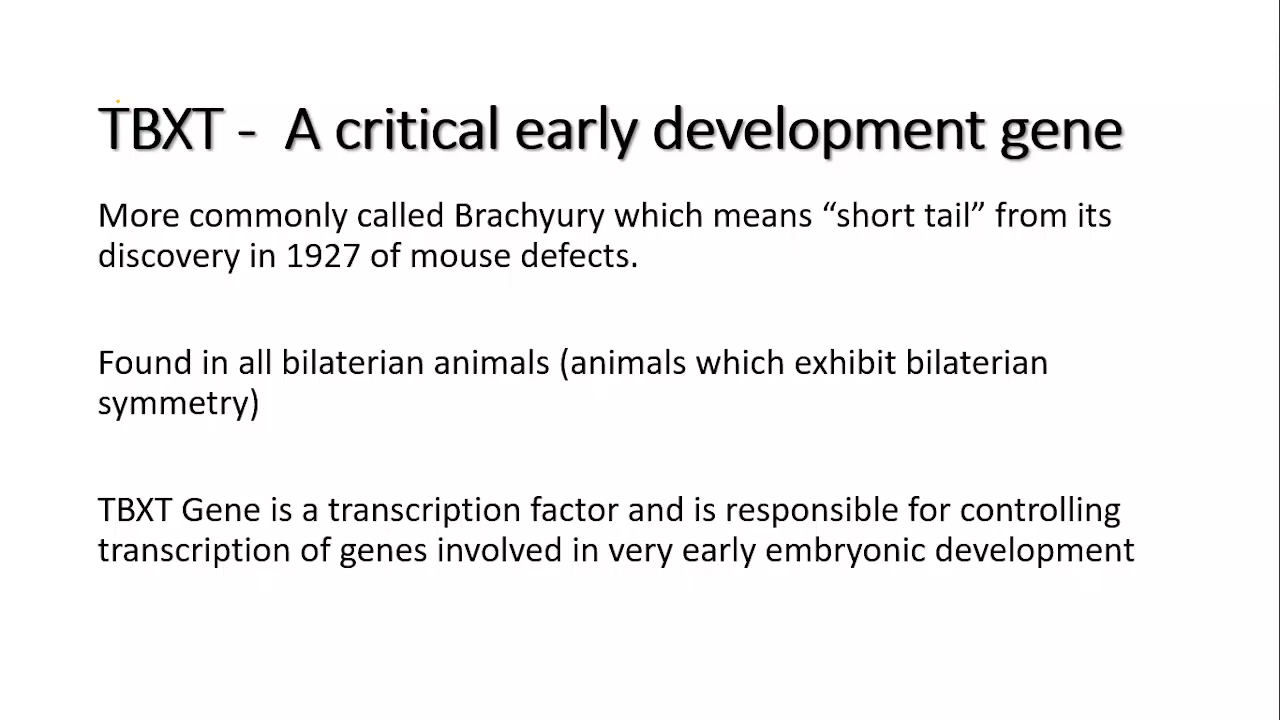 TBXT - A critical early development gene
More commonly called Brachyury which means “short tail” from its
discovery in 1927 of mouse defects.
Found in all bilaterian animals (animals which exhibit bilaterian
symmetry)
TBXT Gene is a transcription factor and is responsible for controlling
transcription of genes involved in very early embryonic development